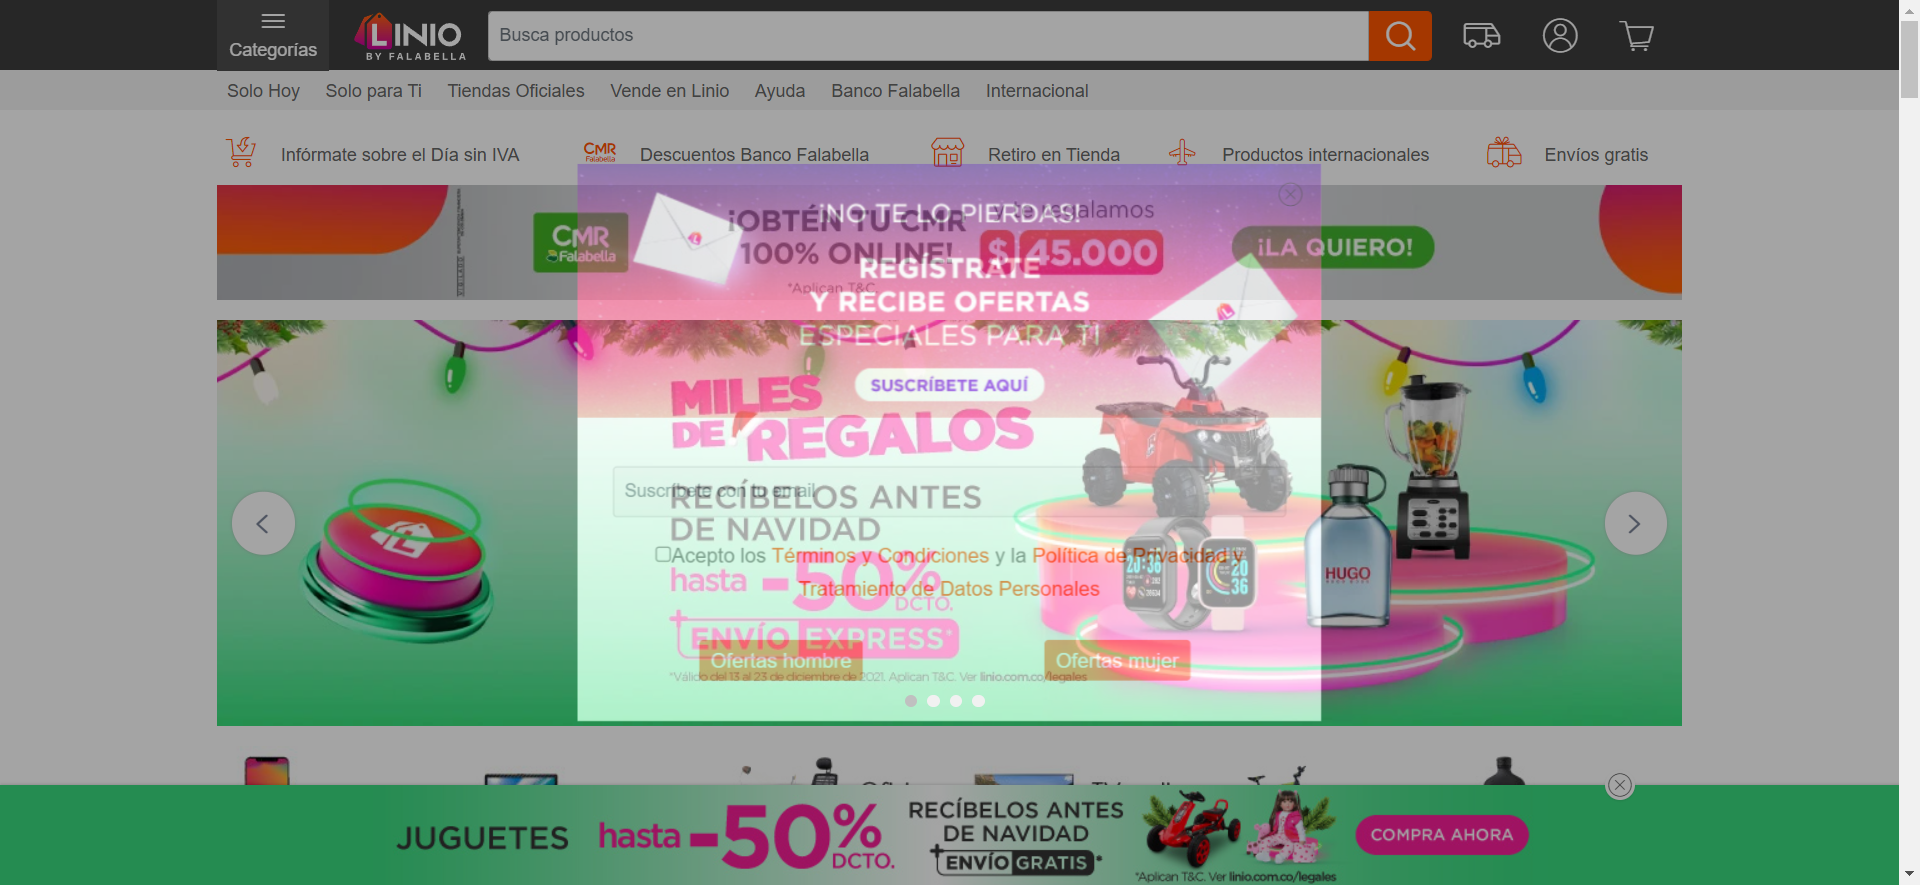 Categorías
LINIO
BY FALABELLA
Busca productos
Solo Hoy
Solo para Ti
Tiendas Oficiales
Vende en Linio
Ayuda
Banco Falabella
Internacional
Infórmate sobre el Día sin IVA
CMR
Falabella
Descuentos Banco Falabella
Retiro en Tienda
Productos internacionales
Envíos gratis
CMR
Falabella
¡OBTÉN TU CMR
100% ONLINE!
*Aplican T&C.
y te regalamos
$ 45.000
¡LA QUIERO!
¡NO TE LO PIERDAS!
REGÍSTRATE
Y RECIBE OFERTAS
ESPECIALES PARA TI
SUSCRÍBETE AQUÍ
MILES
DE REGALOS
RECÍBELOS ANTES
DE NAVIDAD
hasta -50%
DCTO.
+ENVÍO EXPRESS*
*Válido del 13 al 23 de diciembre de 2021. Aplican T&C. Ver linio.com.co/legales
Suscríbete con tu email
Acepto los Términos y Condiciones y la Política de Privacidad y
Tratamiento de Datos Personales
Ofertas hombre
Ofertas mujer
20:36
20
36
HUGO
JUGUETES
hasta -50%
DCTO.
RECÍBELOS ANTES
DE NAVIDAD
+ENVÍO GRATIS*
*Aplican T&C. Ver linio.com.co/legales
COMPRA AHORA